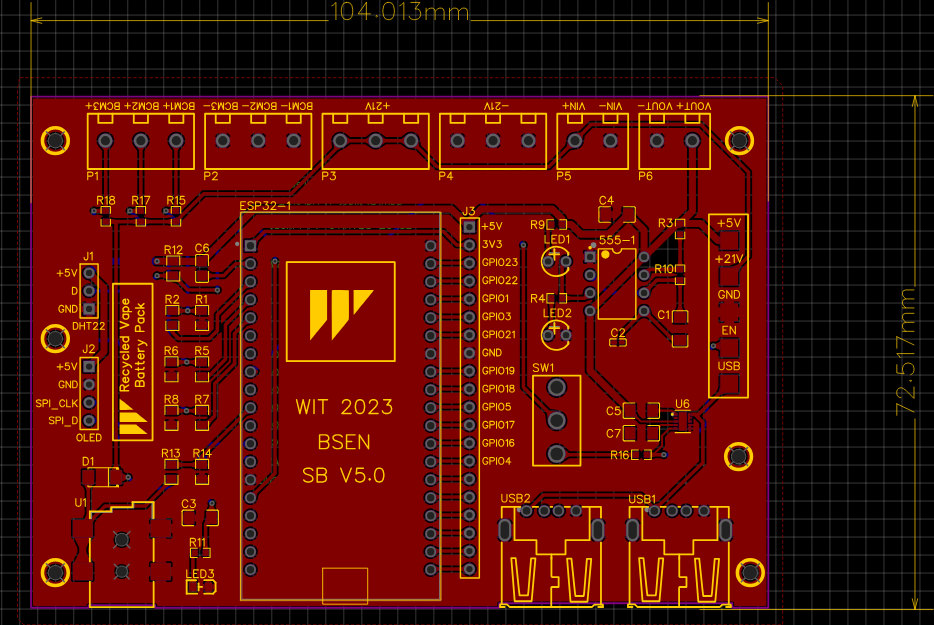 104.013mm
BCM3+ BCM2+ BCM1+ BCM3- BCM2- BCM1- +21V -21V VIN+ VIN- VOUT- VOUT+
P1 P2 P3 P4 P5 P6
R18 R17 R15 ESP32-1 J3 C4
+5V R9 R3 +5V
LED1 555-1
3V3
R12 C6 GPIO23 +21V
J1 R10
+5V GPIO22
D R2 R1 GPIO1 R4 GND
GND GPIO3 LED2 C1
DHT22 GPIO21 C2 EN
J2 R6 R5 GND
+5V GPIO19 SW1 USB
GND GPIO18
SPI_CLK R8 R7 GPIO5 C5 U6
SPI_D GPIO17 C7
OLED GPIO16
D1 R13 R14 GPIO4 R16
Recycled Vape
Battery Pack
WIT 2023
BSEN
SB V5.0
U1 C3 USB2 USB1
R11
LED3
72.517mm